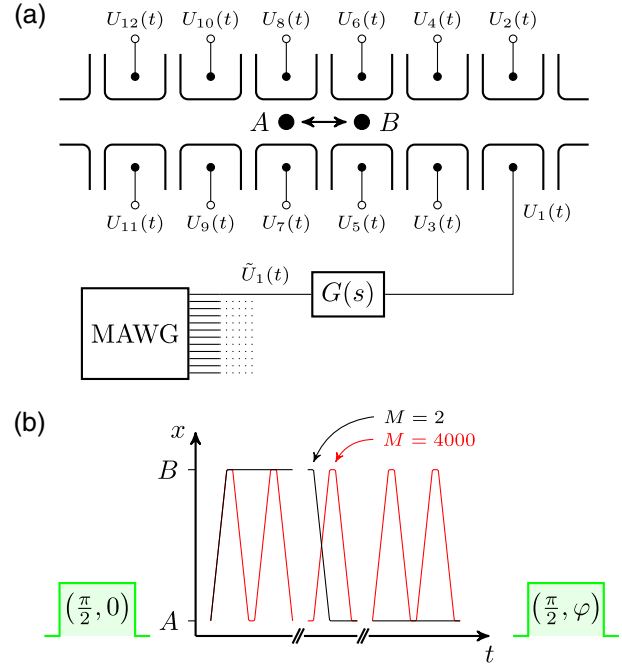 (a)
U₁₂(t) U₁₀(t) U₈(t) U₆(t) U₄(t) U₂(t)
A B
U₁₁(t) U₉(t) U₇(t) U₅(t) U₃(t) U₁(t)
Ũ₁(t)
MAWG G(s)
(b)
x M = 2
M = 4000
B
(π/2, 0) (π/2, φ)
A
t